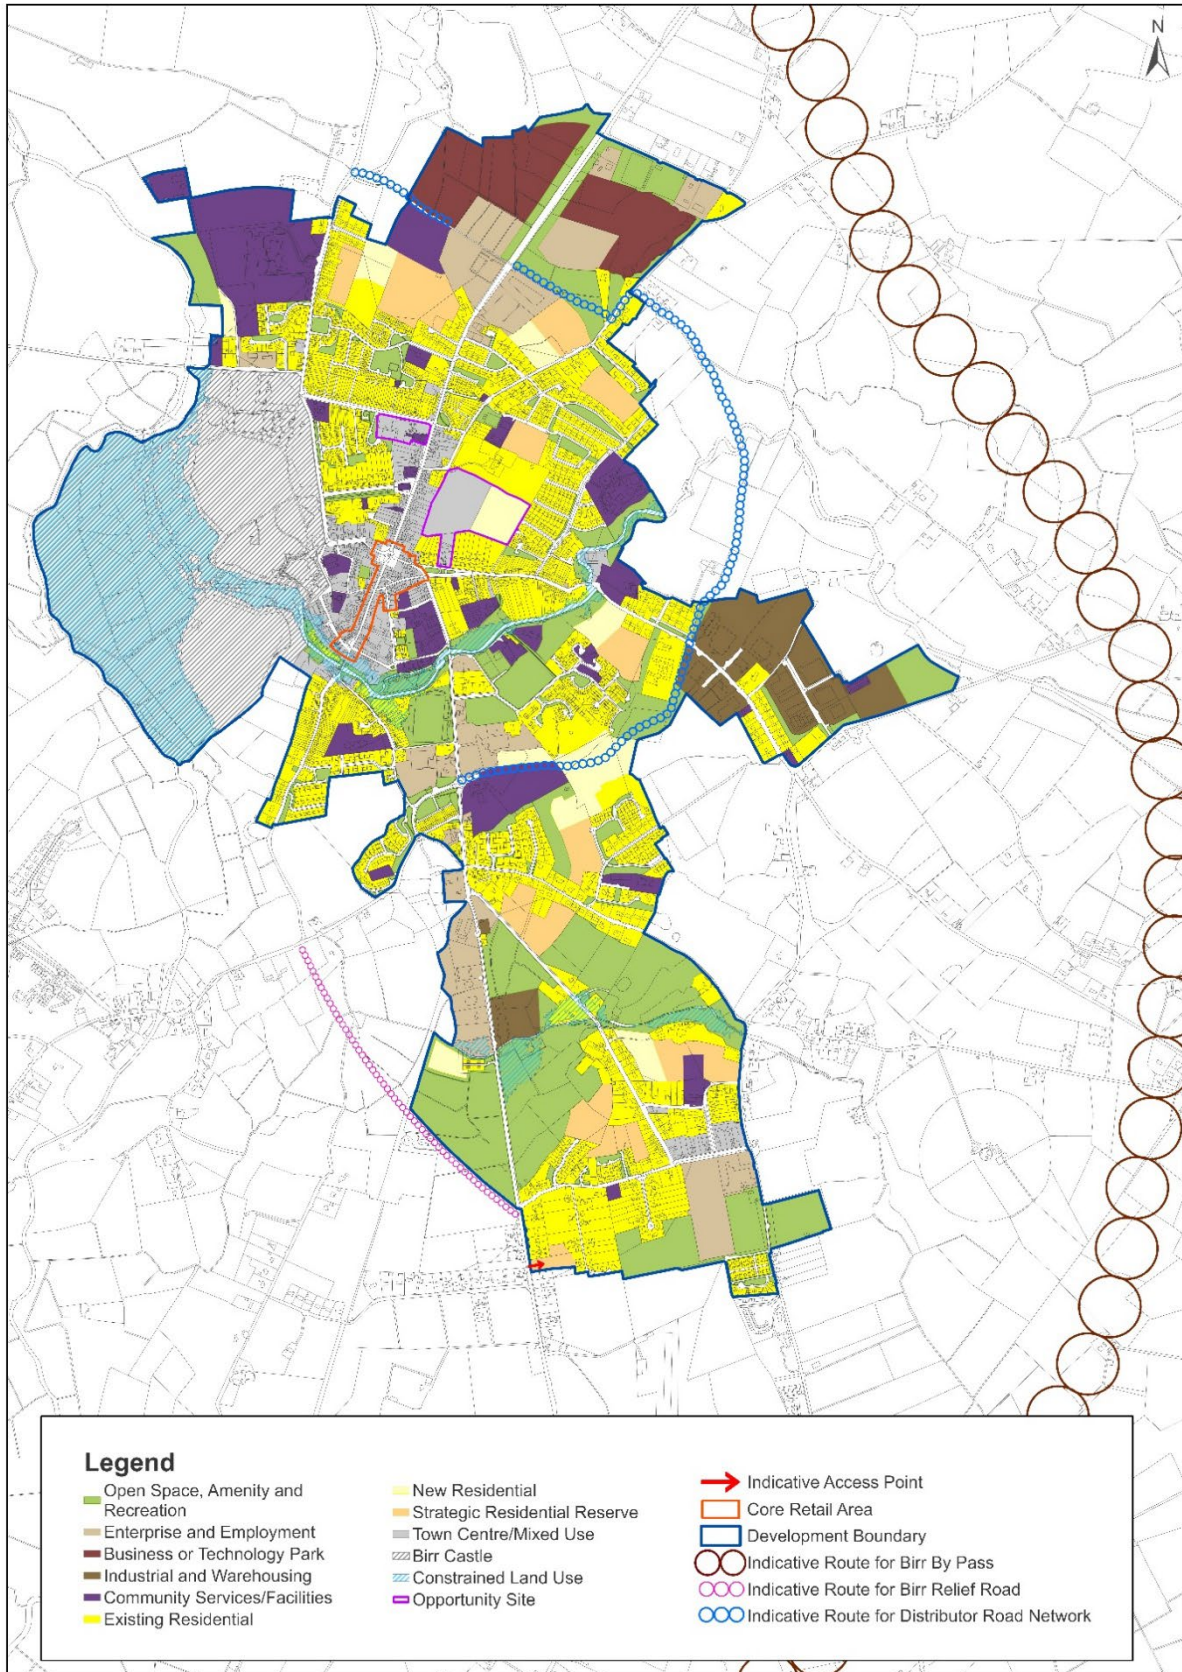 N
Legend
Open Space, Amenity and
Recreation
Enterprise and Employment
Business or Technology Park
Industrial and Warehousing
Community Services/Facilities
Existing Residential
New Residential
Strategic Residential Reserve
Town Centre/Mixed Use
Birr Castle
Constrained Land Use
Opportunity Site
Indicative Access Point
Core Retail Area
Development Boundary
Indicative Route for Birr By Pass
Indicative Route for Birr Relief Road
Indicative Route for Distributor Road Network